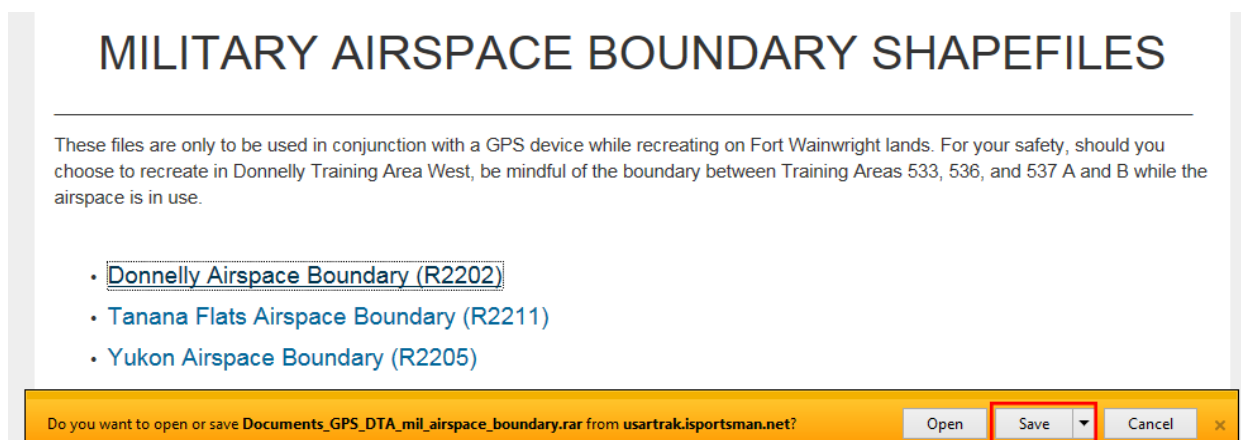 MILITARY AIRSPACE BOUNDARY SHAPEFILES
These files are only to be used in conjunction with a GPS device while recreating on Fort Wainwright lands. For your safety, should you
choose to recreate in Donnelly Training Area West, be mindful of the boundary between Training Areas 533, 536, and 537 A and B while the
airspace is in use.
• Donnelly Airspace Boundary (R2202)
• Tanana Flats Airspace Boundary (R2211)
• Yukon Airspace Boundary (R2205)
Do you want to open or save Documents_GPS_DTA_mil_airspace_boundary.rar from usartrak.isportsman.net? Open Save Cancel ×